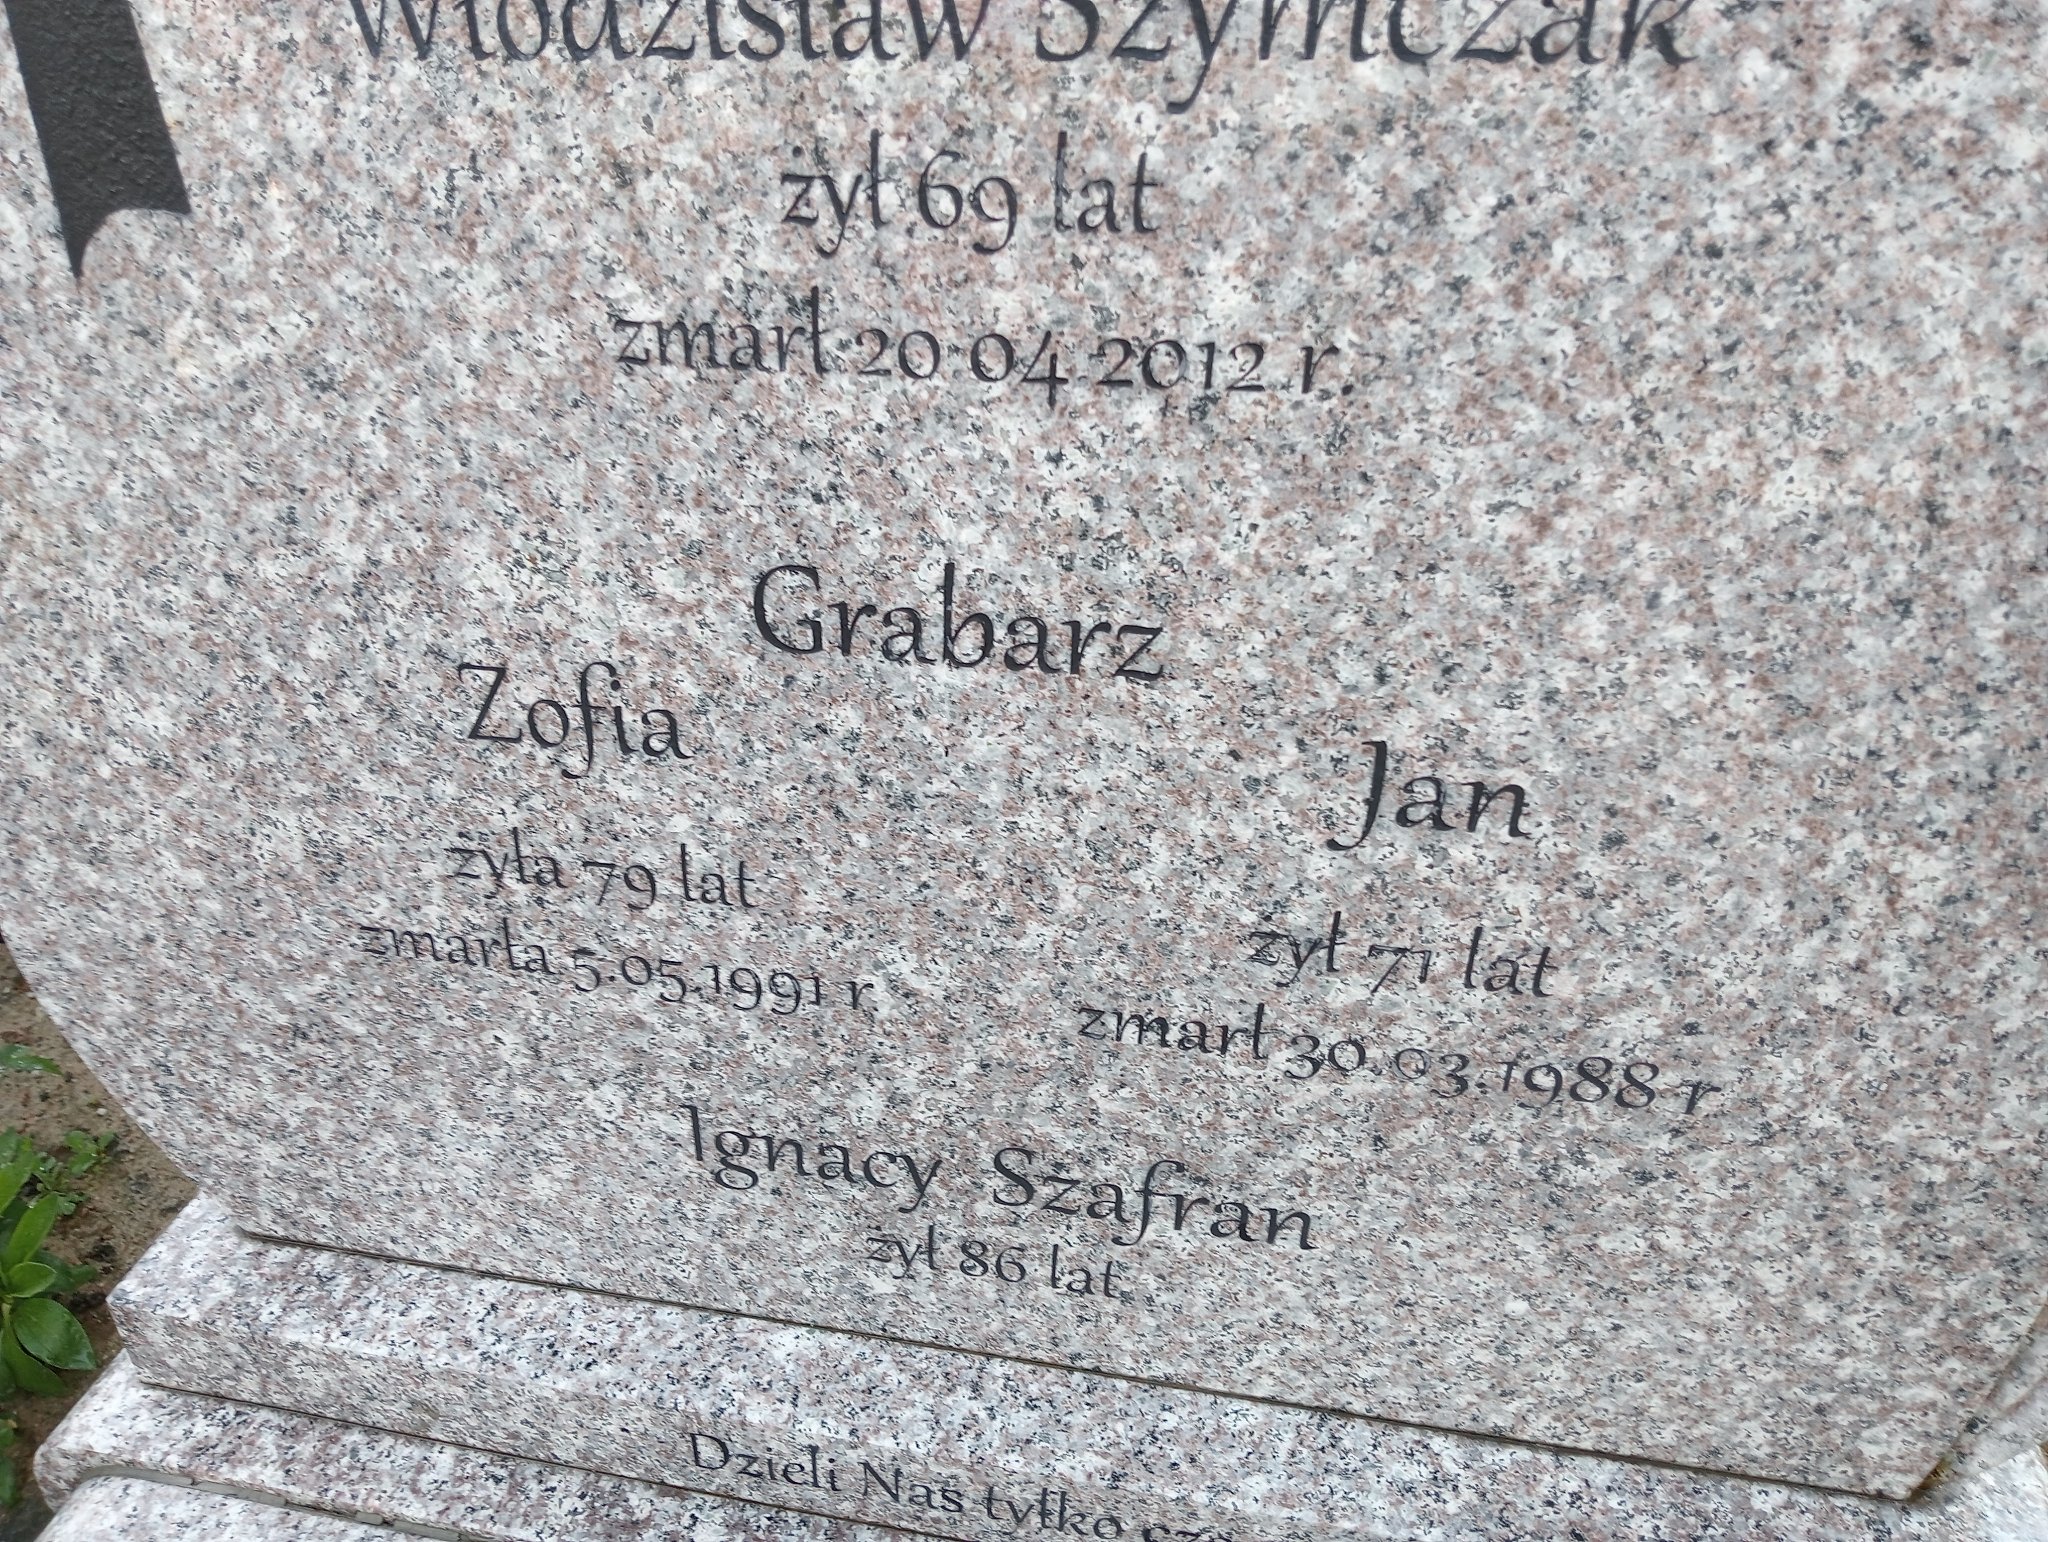 Włodzisław Szymczak
żył 69 lat
zmarł 20.04.2012 r.
Grabarz
Zofia
żyła 79 lat
zmarła 5.05.1991 r
Jan
żył 71 lat
zmarł 30.03.1988 r
Ignacy Szafran
żył 86 lat
Dzieli Nas tylko